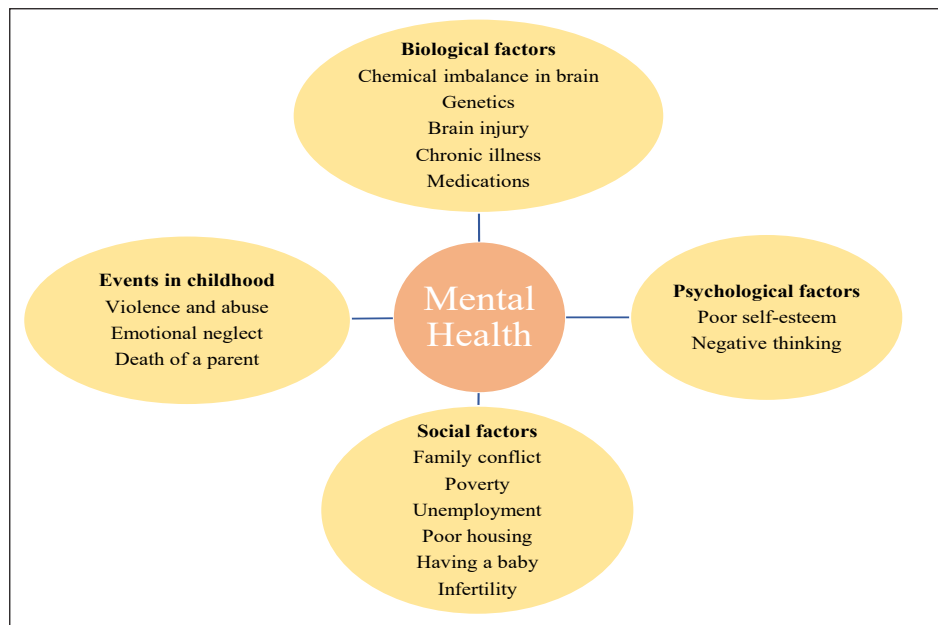 Biological factors
Chemical imbalance in brain
Genetics
Brain injury
Chronic illness
Medications
Events in childhood
Violence and abuse
Emotional neglect
Death of a parent
Mental
Health
Psychological factors
Poor self-esteem
Negative thinking
Social factors
Family conflict
Poverty
Unemployment
Poor housing
Having a baby
Infertility